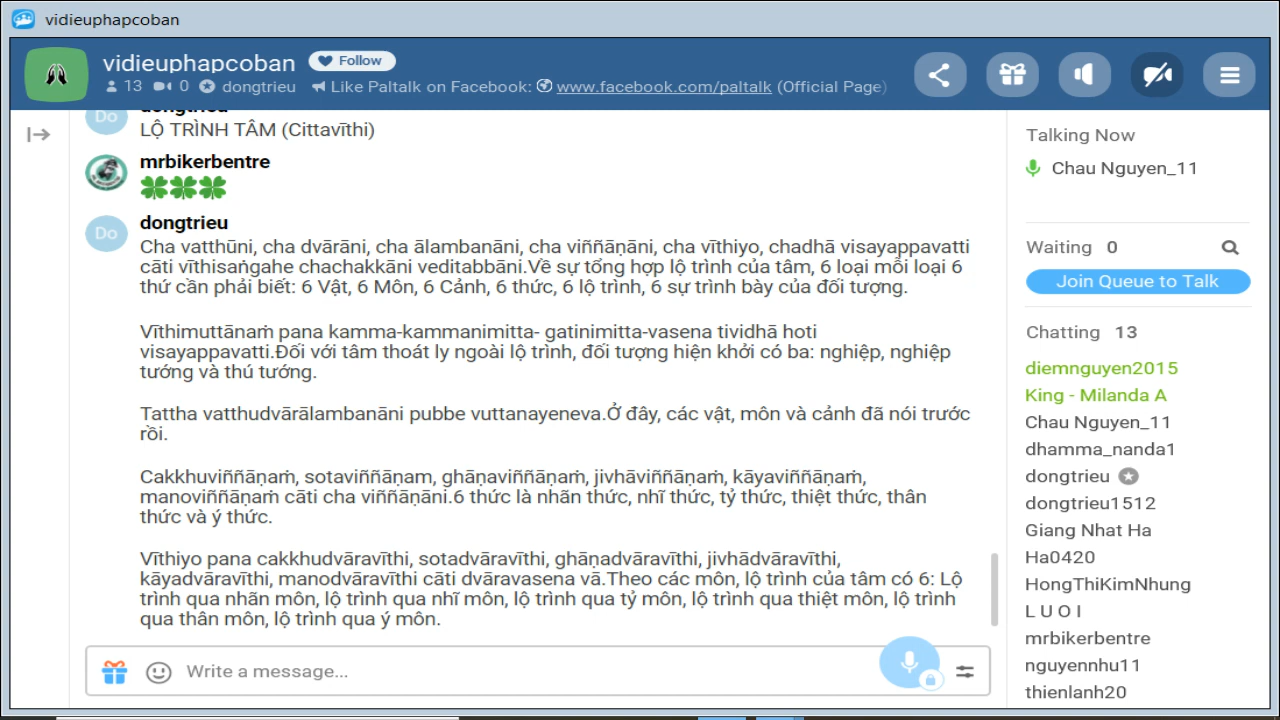 vidieuphapcoban
vidieuphapcoban Follow
13 0 dongtrieu Like Paltalk on Facebook: www.facebook.com/paltalk (Official Page)
Do dongtrieu
LỘ TRÌNH TÂM (Cittavīthi)
mrbikerbentre
Do dongtrieu
Cha vatthūni, cha dvārāni, cha ālambanāni, cha viññāṇāni, cha vīthiyo, chadhā visayappavatti
cāti vīthisaṅgahe chachakkāni veditabbāni.Về sự tổng hợp lộ trình của tâm, 6 loại mỗi loại 6
thứ cần phải biết: 6 Vật, 6 Môn, 6 Cảnh, 6 thức, 6 lộ trình, 6 sự trình bày của đối tượng.
Vīthimuttānaṁ pana kamma-kammanimitta- gatinimitta-vasena tividhā hoti
visayappavatti.Đối với tâm thoát ly ngoài lộ trình, đối tượng hiện khởi có ba: nghiệp, nghiệp
tướng và thú tướng.
Tattha vatthudvārālambanāni pubbe vuttanayeneva.Ở đây, các vật, môn và cảnh đã nói trước
rồi.
Cakkhuviññāṇaṁ, sotaviññāṇam, ghāṇaviññāṇaṁ, jivhāviññāṇaṁ, kāyaviññāṇaṁ,
manoviññāṇaṁ cāti cha viññāṇāni.6 thức là nhãn thức, nhĩ thức, tỷ thức, thiệt thức, thân
thức và ý thức.
Vīthiyo pana cakkhudvāravīthi, sotadvāravīthi, ghāṇadvāravīthi, jivhādvāravīthi,
kāyadvāravīthi, manodvāravīthi cāti dvāravasena vā.Theo các môn, lộ trình của tâm có 6: Lộ
trình qua nhãn môn, lộ trình qua nhĩ môn, lộ trình qua tỷ môn, lộ trình qua thiệt môn, lộ trình
qua thân môn, lộ trình qua ý môn.
Write a message...
Talking Now
Chau Nguyen_11
Waiting 0
Join Queue to Talk
Chatting 13
diemnguyen2015
King - Milanda A
Chau Nguyen_11
dhamma_nanda1
dongtrieu
dongtrieu1512
Giang Nhat Ha
Ha0420
HongThiKimNhung
L U O I
mrbikerbentre
nguyennhu11
thienlanh20